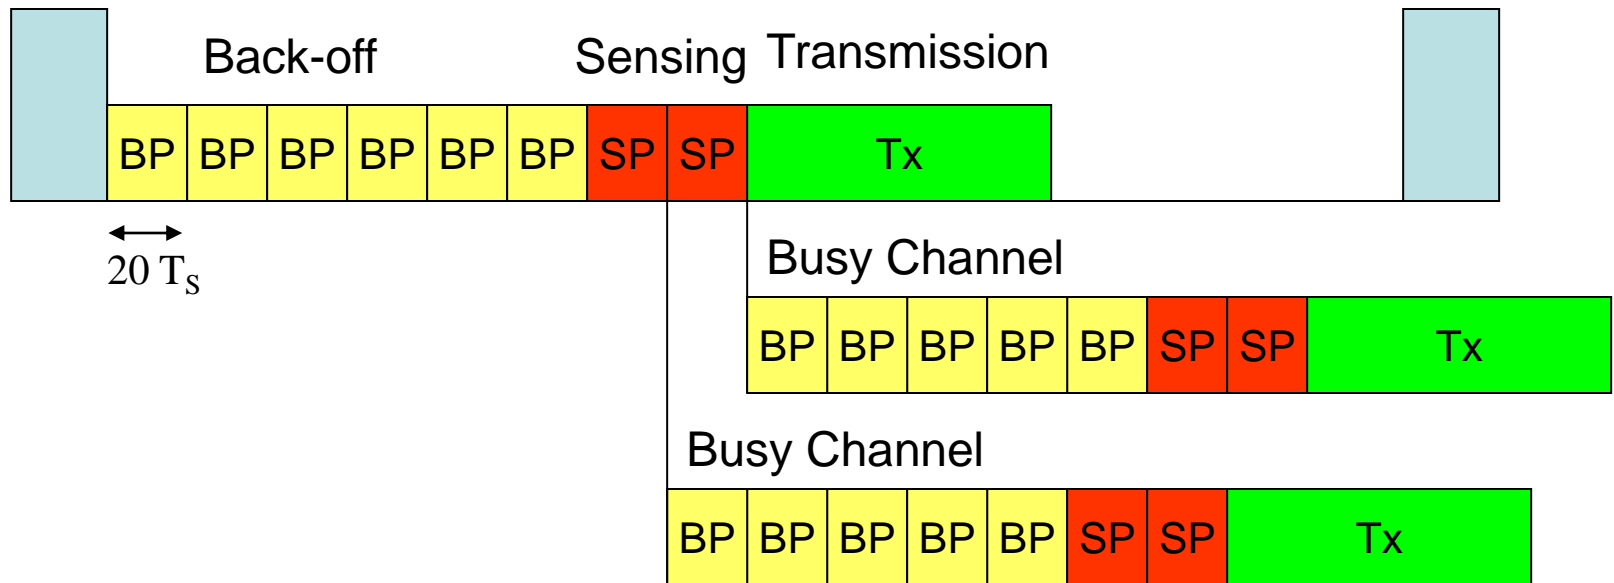 Back-off Sensing Transmission
BP BP BP BP BP BP SP SP Tx
20 T_S
Busy Channel
BP BP BP BP BP SP SP Tx
Busy Channel
BP BP BP BP BP SP SP Tx